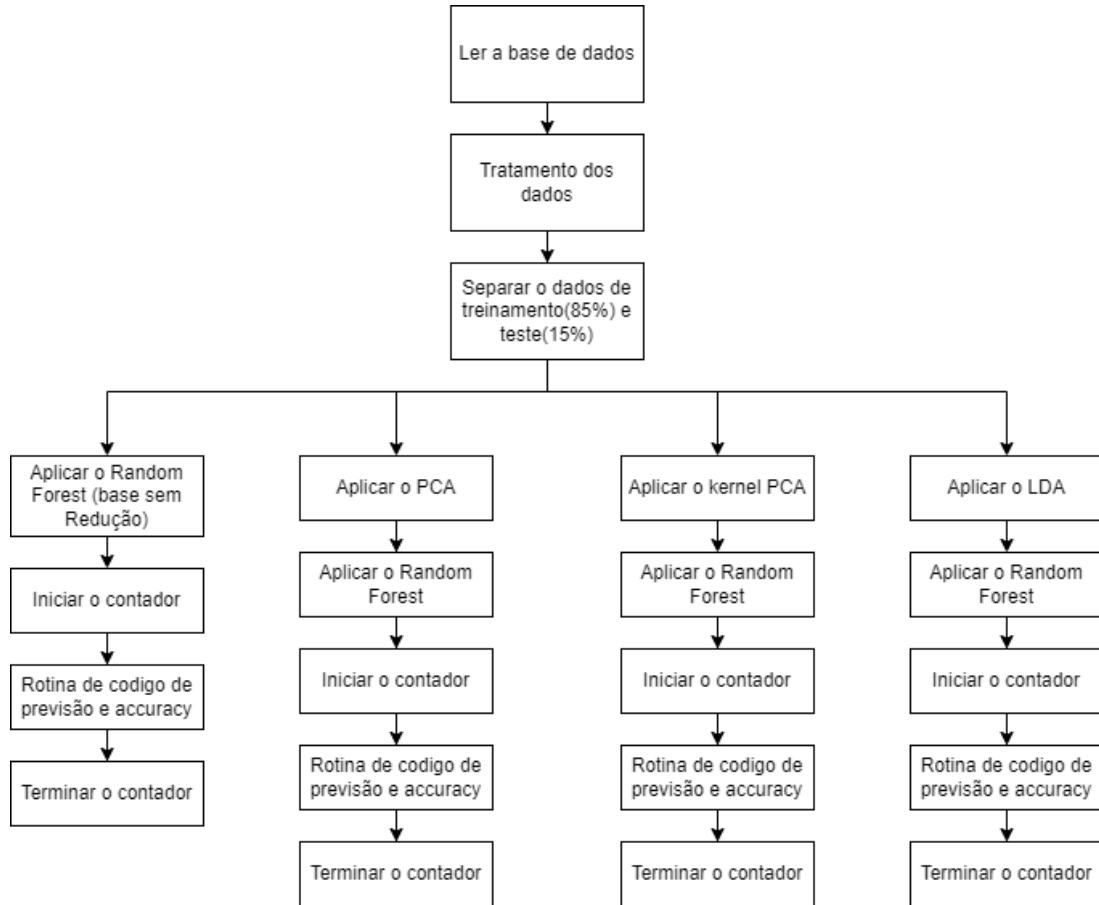 Ler a base de dados
Tratamento dos
dados
Separar o dados de
treinamento(85%) e
teste(15%)
Aplicar o Random
Forest (base sem
Redução)
Iniciar o contador
Rotina de codigo de
previsão e accuracy
Terminar o contador
Aplicar o PCA
Aplicar o Random
Forest
Iniciar o contador
Rotina de codigo de
previsão e accuracy
Terminar o contador
Aplicar o kernel PCA
Aplicar o Random
Forest
Iniciar o contador
Rotina de codigo de
previsão e accuracy
Terminar o contador
Aplicar o LDA
Aplicar o Random
Forest
Iniciar o contador
Rotina de codigo de
previsão e accuracy
Terminar o contador